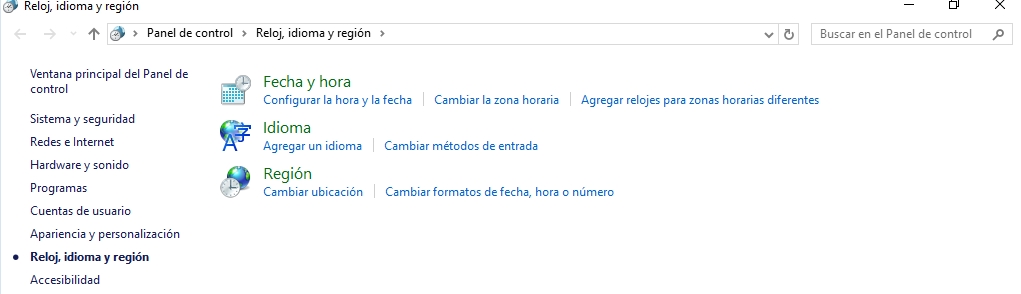 Reloj, idioma y región
Panel de control Reloj, idioma y región
Buscar en el Panel de control
Ventana principal del Panel de
control
Sistema y seguridad
Redes e Internet
Hardware y sonido
Programas
Cuentas de usuario
Apariencia y personalización
Reloj, idioma y región
Accesibilidad
Fecha y hora
Configurar la hora y la fecha Cambiar la zona horaria Agregar relojes para zonas horarias diferentes
Idioma
Agregar un idioma Cambiar métodos de entrada
Región
Cambiar ubicación Cambiar formatos de fecha, hora o número